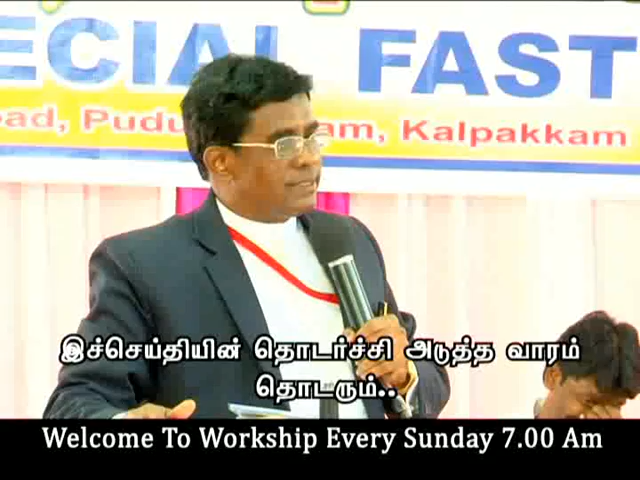 ECIAL FAST
oad, Pudu am, Kalpakkam
இச்செய்தியின் தொடர்ச்சி அடுத்த வாரம்
தொடரும்..
Welcome To Workship Every Sunday 7.00 Am